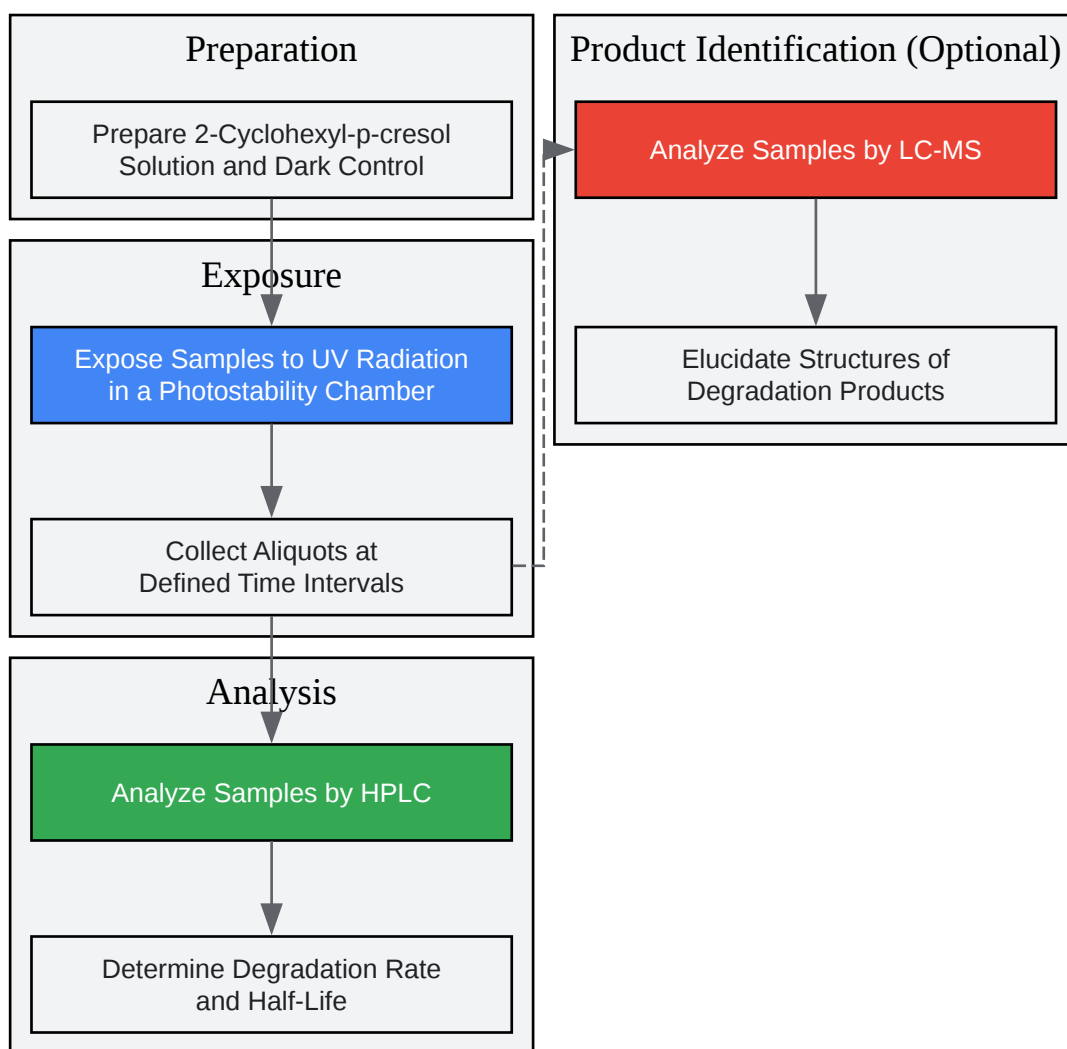 Preparation
Prepare 2-Cyclohexyl-p-cresol
Solution and Dark Control
Exposure
Expose Samples to UV Radiation
in a Photostability Chamber
Collect Aliquots at
Defined Time Intervals
Analysis
Analyze Samples by HPLC
Determine Degradation Rate
and Half-Life
Product Identification (Optional)
Analyze Samples by LC-MS
Elucidate Structures of
Degradation Products